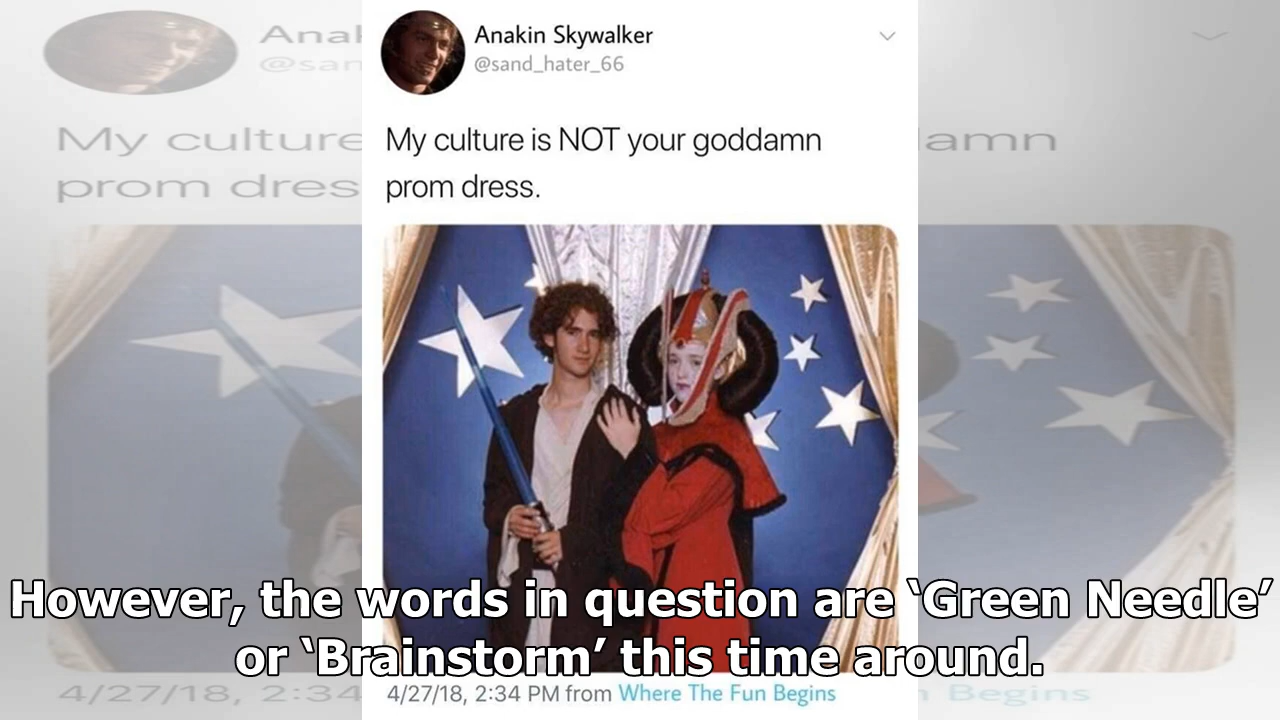 Anakin Skywalker
@sand_hater_66
My culture is NOT your goddamn
prom dress.
However, the words in question are ‘Green Needle’
or ‘Brainstorm’ this time around.
4/27/18, 2:34 PM from Where The Fun Begins